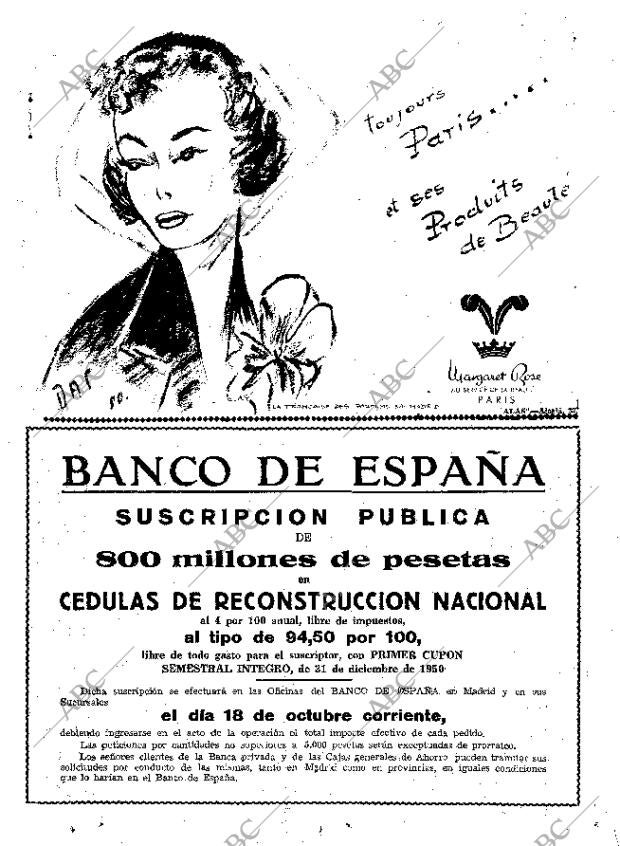 toujours
Paris.....
et ses
Produits
de Beauté
Margaret Rose
AU SERVICE DE LA BEAUTÉ
PARIS
DAT
50.
BANCO DE ESPAÑA
SUSCRIPCION PUBLICA
DE
800 millones de pesetas
en
CEDULAS DE RECONSTRUCCION NACIONAL
al 4 por 100 anual, libre de impuestos,
al tipo de 94,50 por 100,
libre de todo gasto para el suscriptor, con PRIMER CUPON
SEMESTRAL INTEGRO, de 31 de diciembre de 1950
Dicha suscripción se efectuará en las Oficinas del BANCO DE ESPAÑA en Madrid y en sus
Sucursales
el día 18 de octubre corriente,
debiendo ingresarse en el acto de la operación el total importe efectivo de cada pedido.
Las peticiones por cantidades no superiores a 5.000 pesetas serán exceptuadas de prorrateo.
Los señores clientes de la Banca privada y de las Cajas generales de Ahorro pueden tramitar sus
solicitudes por conducto de las mismas, tanto en Madrid como en provincias, en iguales condiciones
que lo harían en el Banco de España.